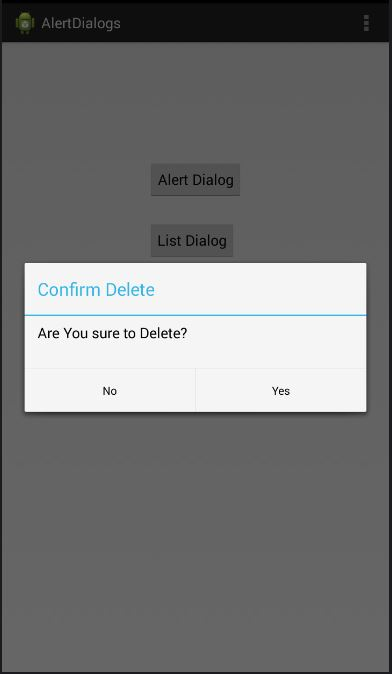 AlertDialogs
Alert Dialog
List Dialog
Confirm Delete
Are You sure to Delete?
No
Yes